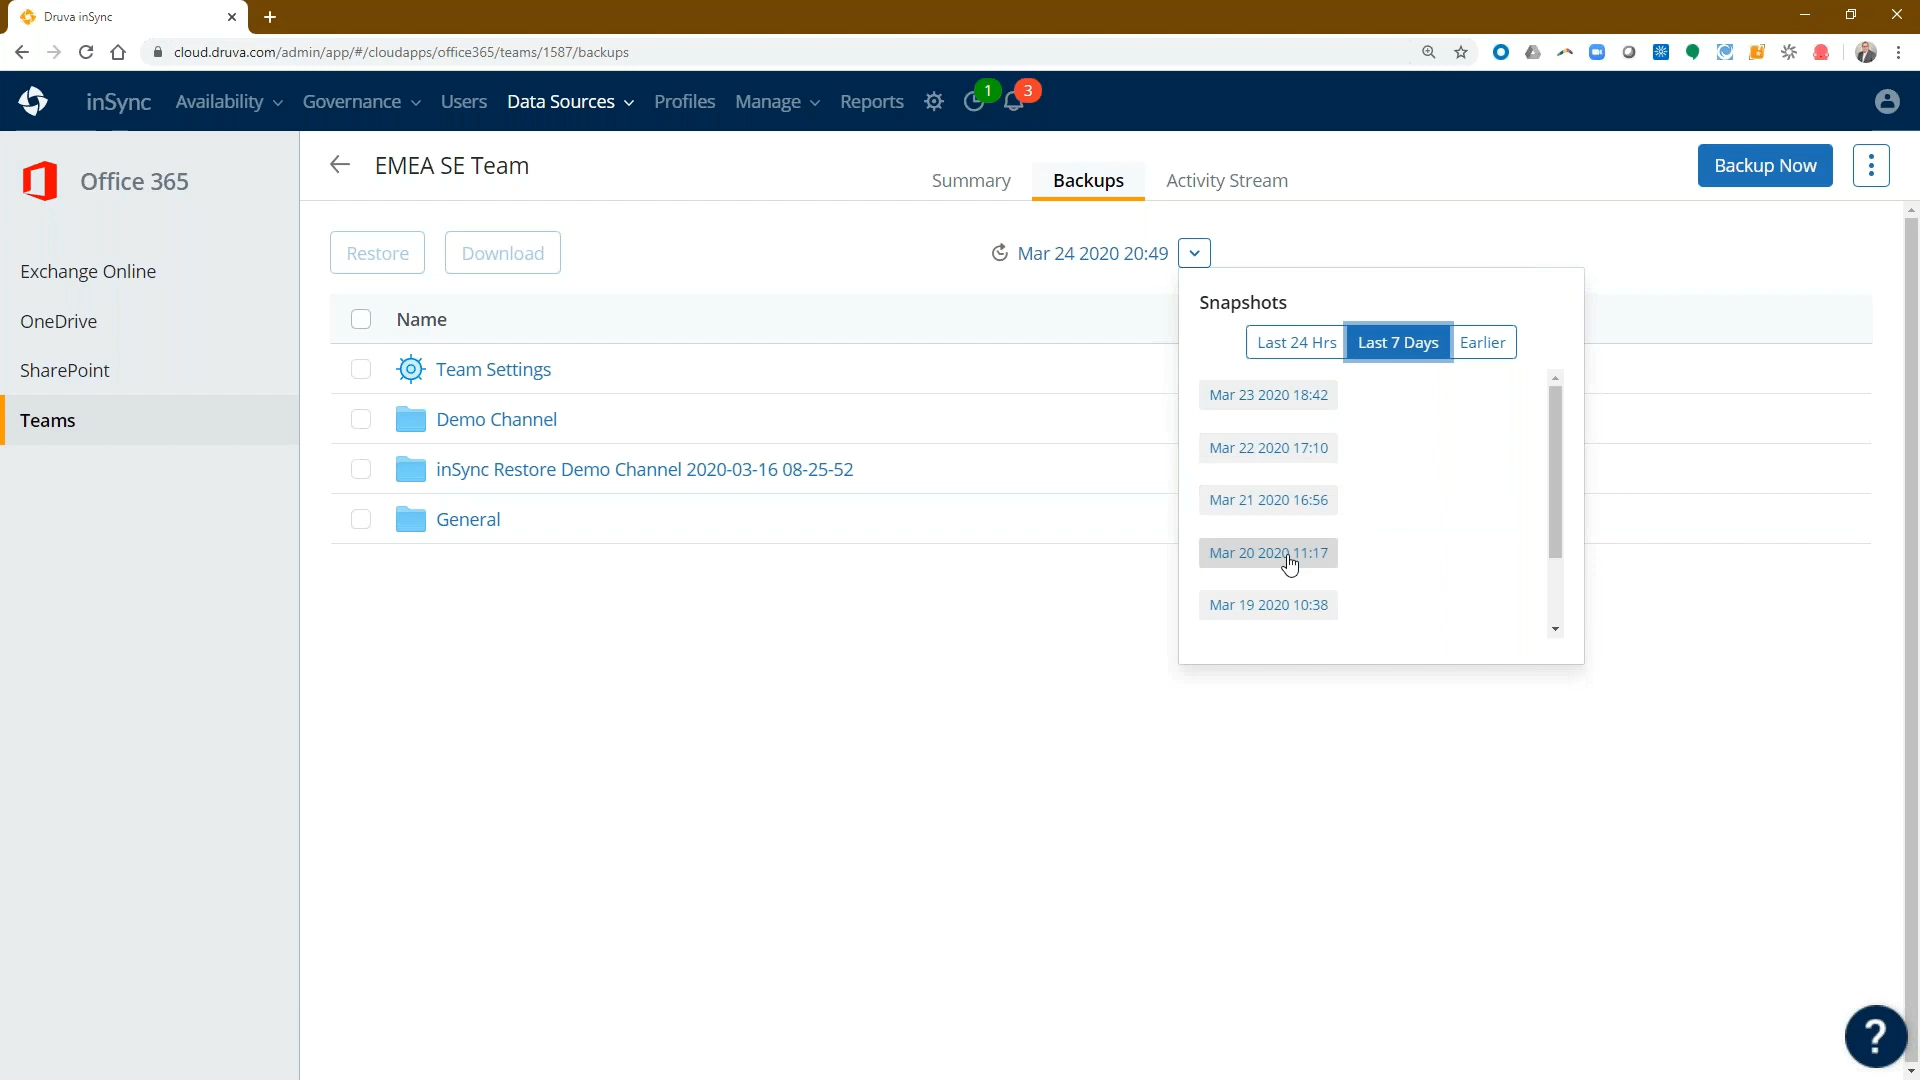 Druva inSync
cloud.druva.com/admin/app/#/cloudapps/office365/teams/1587/backups
inSync Availability Governance Users Data Sources Profiles Manage Reports 1 3
Office 365
Exchange Online
OneDrive
SharePoint
Teams
EMEA SE Team
Summary Backups Activity Stream
Backup Now
Restore Download
Mar 24 2020 20:49
Name
Team Settings
Demo Channel
inSync Restore Demo Channel 2020-03-16 08-25-52
General
Snapshots
Last 24 Hrs Last 7 Days Earlier
Mar 23 2020 18:42
Mar 22 2020 17:10
Mar 21 2020 16:56
Mar 20 2020 11:17
Mar 19 2020 10:38
?